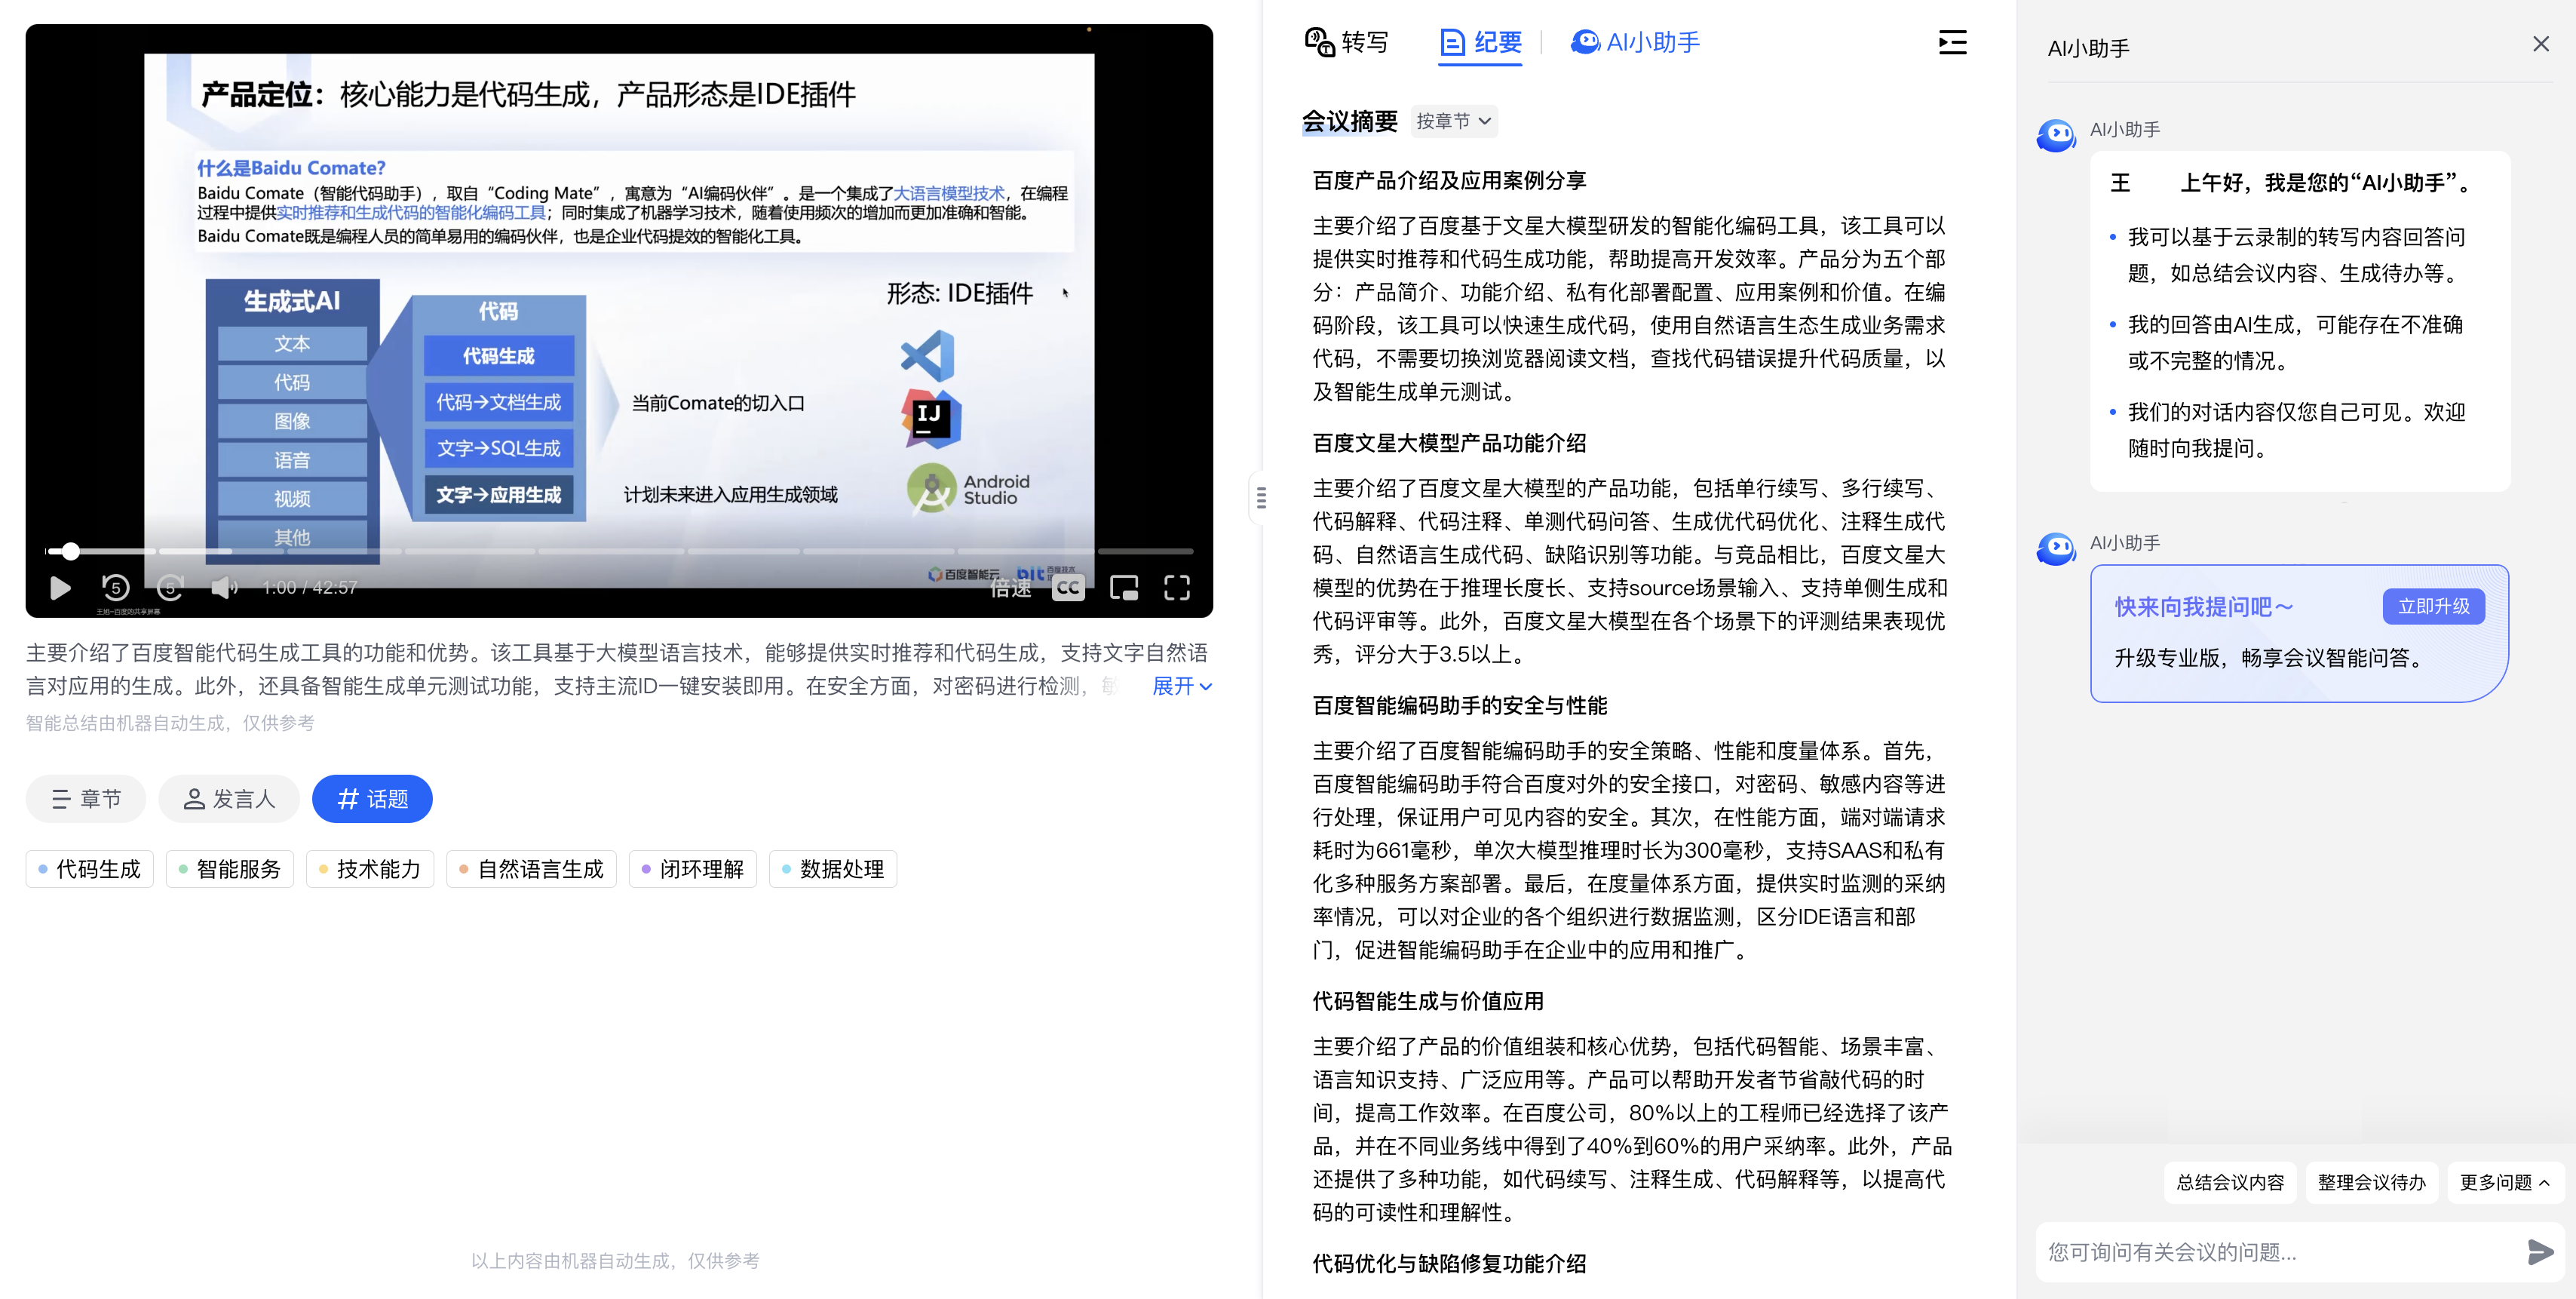 产品定位：核心能力是代码生成，产品形态是IDE插件
什么是Baidu Comate?
Baidu Comate（智能代码助手），取自“Coding Mate”，寓意为“AI编码伙伴”。是一个集成了大语言模型技术，在编程
过程中提供实时推荐和生成代码的智能化编码工具；同时集成了机器学习技术，随着使用频次的增加而更加准确和智能。
Baidu Comate既是编程人员的简单易用的编码伙伴，也是企业代码提效的智能化工具。
生成式AI
文本
代码
图像
语音
视频
其他
代码
代码生成
代码→文档生成
文字→SQL生成
文字→应用生成
当前Comate的切入口
计划未来进入应用生成领域
形态: IDE插件
IJ
Android
Studio
百度智能云
5
5
1:00 / 42:57
倍速
CC
主要介绍了百度智能代码生成工具的功能和优势。该工具基于大模型语言技术，能够提供实时推荐和代码生成，支持文字自然语
言对应用的生成。此外，还具备智能生成单元测试功能，支持主流ID一键安装即用。在安全方面，对密码进行检测，敏
展开
智能总结由机器自动生成，仅供参考
章节
发言人
# 话题
代码生成
智能服务
技术能力
自然语言生成
闭环理解
数据处理
以上内容由机器自动生成，仅供参考
转写
纪要
AI小助手
会议摘要
按章节
百度产品介绍及应用案例分享
主要介绍了百度基于文星大模型研发的智能化编码工具，该工具可以
提供实时推荐和代码生成功能，帮助提高开发效率。产品分为五个部
分：产品简介、功能介绍、私有化部署配置、应用案例和价值。在编
码阶段，该工具可以快速生成代码，使用自然语言生态生成业务需求
代码，不需要切换浏览器阅读文档，查找代码错误提升代码质量，以
及智能生成单元测试。
百度文星大模型产品功能介绍
主要介绍了百度文星大模型的产品功能，包括单行续写、多行续写、
代码解释、代码注释、单测代码问答、生成优代码优化、注释生成代
码、自然语言生成代码、缺陷识别等功能。与竞品相比，百度文星大
模型的优势在于推理长度长、支持source场景输入、支持单侧生成和
代码评审等。此外，百度文星大模型在各个场景下的评测结果表现优
秀，评分大于3.5以上。
百度智能编码助手的安全与性能
主要介绍了百度智能编码助手的安全策略、性能和度量体系。首先，
百度智能编码助手符合百度对外的安全接口，对密码、敏感内容等进
行处理，保证用户可见内容的安全。其次，在性能方面，端对端请求
耗时为661毫秒，单次大模型推理时长为300毫秒，支持SAAS和私有
化多种服务方案部署。最后，在度量体系方面，提供实时监测的采纳
率情况，可以对企业的各个组织进行数据监测，区分IDE语言和部
门，促进智能编码助手在企业中的应用和推广。
代码智能生成与价值应用
主要介绍了产品的价值组装和核心优势，包括代码智能、场景丰富、
语言知识支持、广泛应用等。产品可以帮助开发者节省敲代码的时
间，提高工作效率。在百度公司，80%以上的工程师已经选择了该产
品，并在不同业务线中得到了40%到60%的用户采纳率。此外，产品
还提供了多种功能，如代码续写、注释生成、代码解释等，以提高代
码的可读性和理解性。
代码优化与缺陷修复功能介绍
AI小助手
AI小助手
王 上午好，我是您的“AI小助手”。
我可以基于云录制的转写内容回答问
题，如总结会议内容、生成待办等。
我的回答由AI生成，可能存在不准确
或不完整的情况。
我们的对话内容仅您自己可见。欢迎
随时向我提问。
AI小助手
快来向我提问吧～
立即升级
升级专业版，畅享会议智能问答。
总结会议内容
整理会议待办
更多问题
您可询问有关会议的问题...